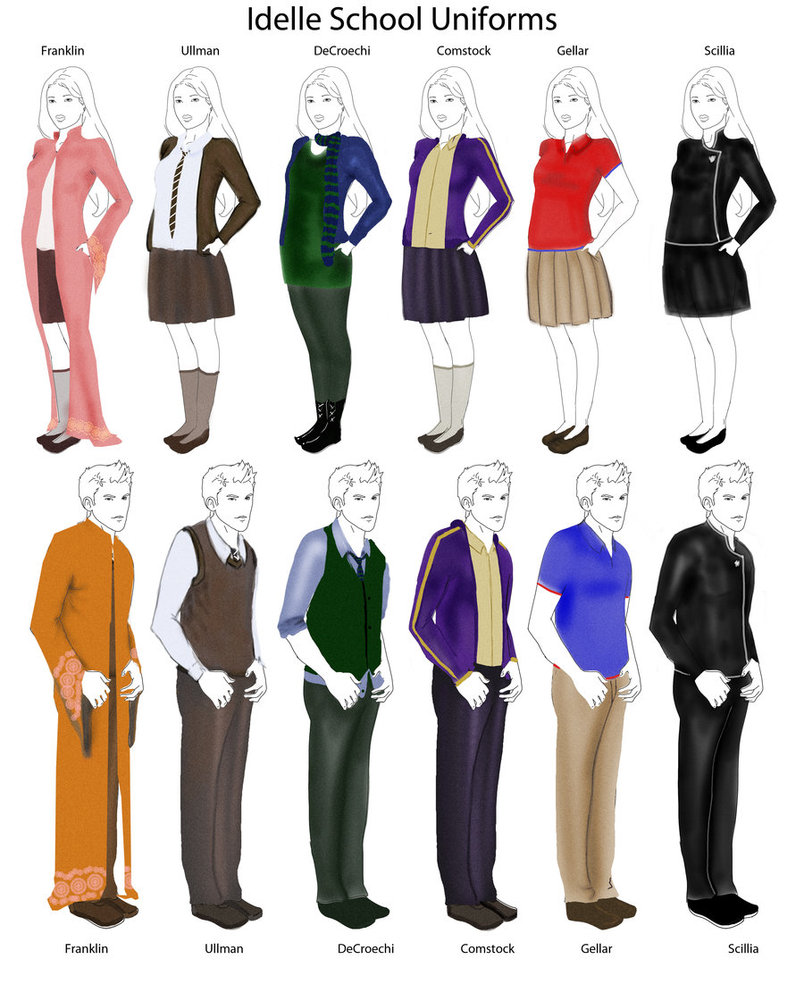 Idelle School Uniforms
Franklin Ullman DeCroechi Comstock Gellar Scillia
Franklin Ullman DeCroechi Comstock Gellar Scillia